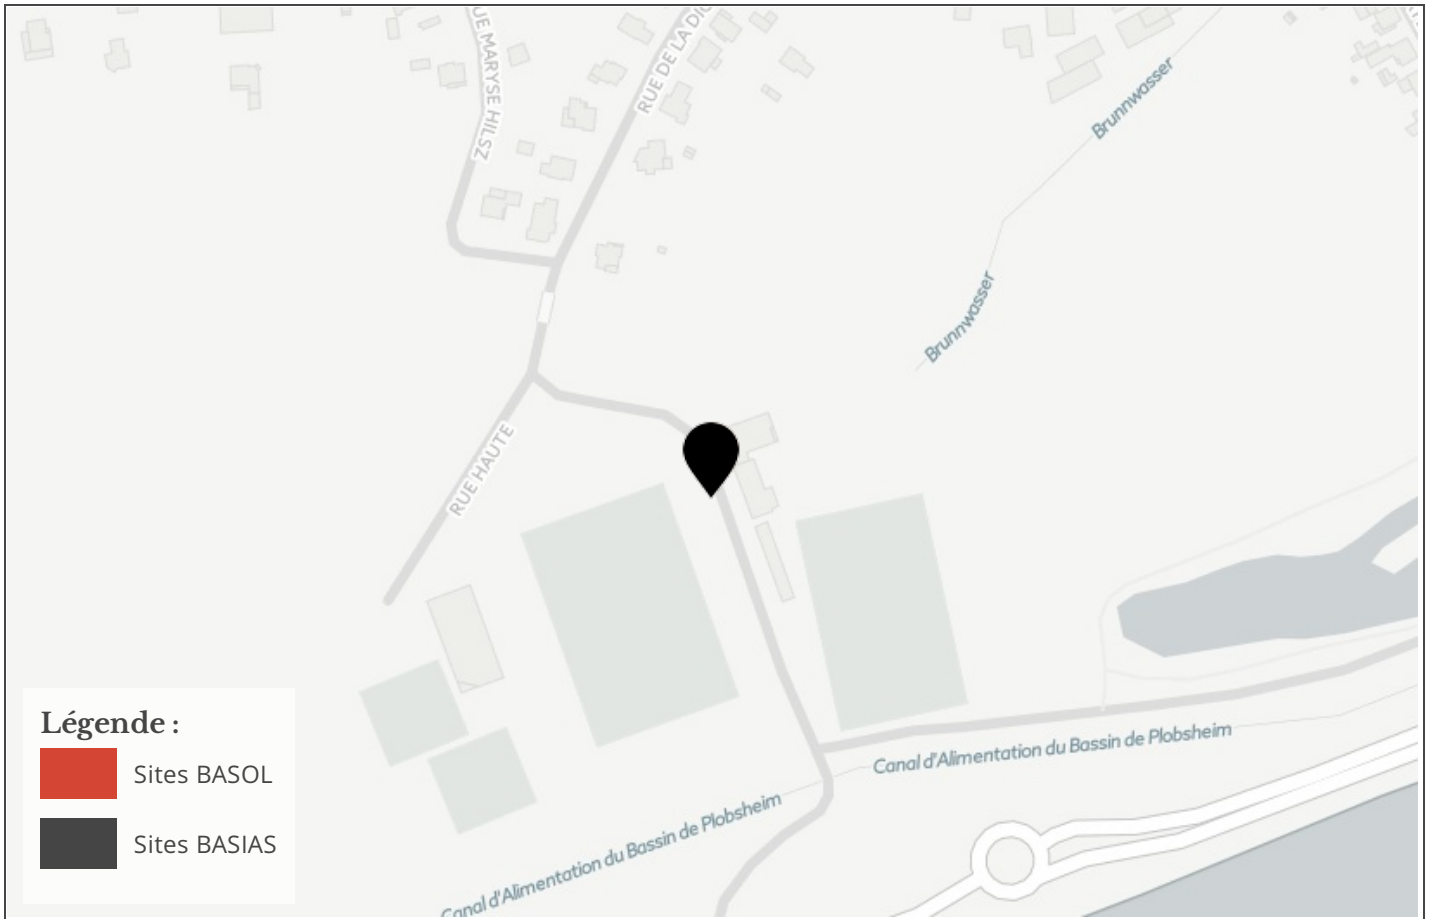 RUE MARYSE HILSZ
RUE DE LA
Brunnwasser
Brunnwasser
RUE HAUTE
Canal d'Alimentation du Bassin de Plobsheim
Canal d'Alimentation du Bassin de Plobsheim
Légende :
Sites BASOL
Sites BASIAS